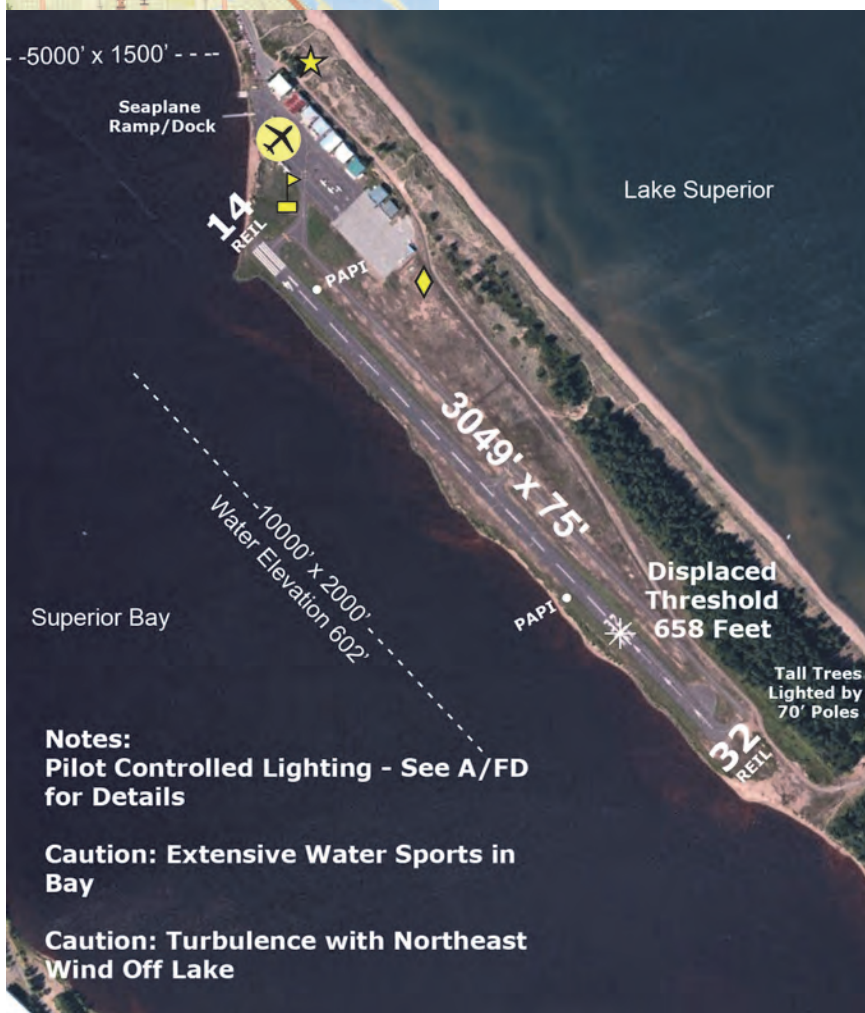 -5000' x 1500'
Seaplane
Ramp/Dock
Lake Superior
14
REIL
PAPI
3049' x 75'
10000' x 2000'
Water Elevation 602'
Superior Bay
Displaced
Threshold
658 Feet
PAPI
Tall Trees
Lighted by
70' Poles
32
REIL
Notes:
Pilot Controlled Lighting - See A/FD
for Details
Caution: Extensive Water Sports in
Bay
Caution: Turbulence with Northeast
Wind Off Lake